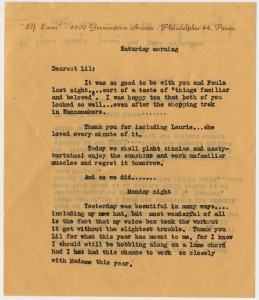 "Elf Eaves" 4900 Germantown Avenue - Philadelphia 44, Penna.
Saturday morning
Dearest Lil:
It was so good to be with you and Paula
last night....sort of a taste of "things familiar
and beloved". I was happy too that both of you
looked so well...even after the shopping trek
in Wannamakers.
Thank you for including Laurie...she
loved every minute of it.
Today we shall plant zinnias and nasty-
turtiums! enjoy the sunshine and work unfamiliar
muscles and regret it tomorrow.
And so we did.......
Monday night
Yesterday was beautiful in many ways....
including my new hat, but most wonderful of all
is the fact that my voice box took the workout
it got without the slightest trouble. Thank you
Lil for what this year has meant to me, for I know
I should still be hobbling along on a lame chord
had I not had this chance to work so closely
with Madame this year.